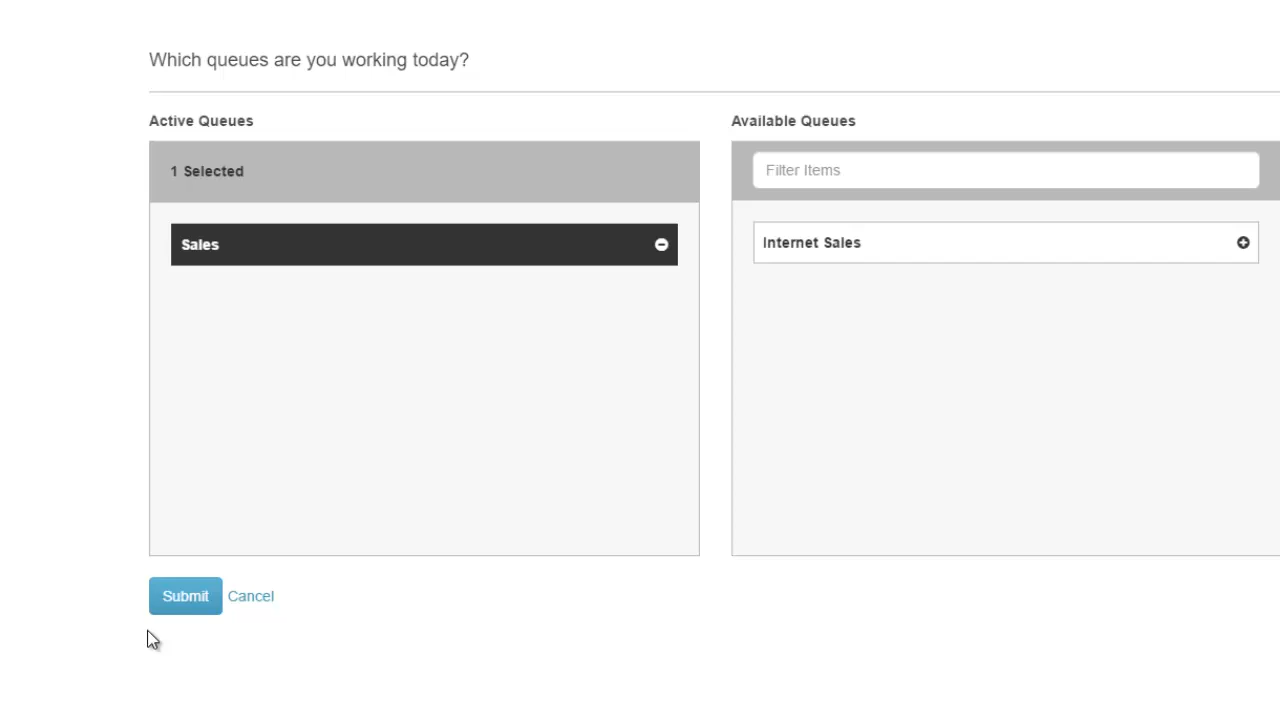 Which queues are you working today?
Active Queues
1 Selected
Sales
Available Queues
Filter Items
Internet Sales
Submit Cancel